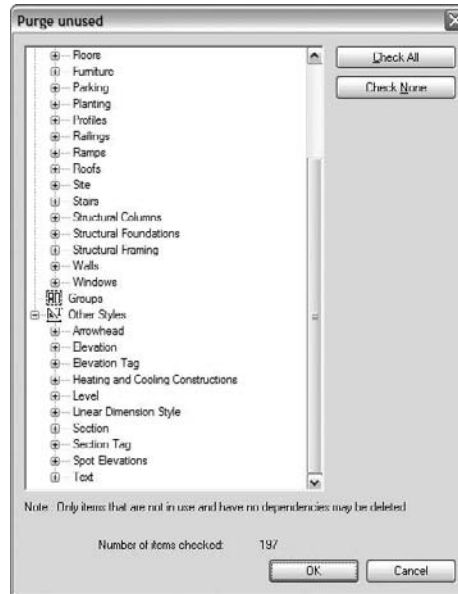 Purge unused
Floors
Furniture
Parking
Planting
Profiles
Railings
Ramps
Roofs
Site
Stairs
Structural Columns
Structural Foundations
Structural Framing
Walls
Windows
Groups
Other Styles
Arrowhead
Elevation
Elevation Tag
Heating and Cooling Constructions
Level
Linear Dimension Style
Section
Section Tag
Spot Elevations
Text
Check All
Check None
Note : Only items that are not in use and have no dependencies may be deleted
Number of items checked: 197
OK Cancel